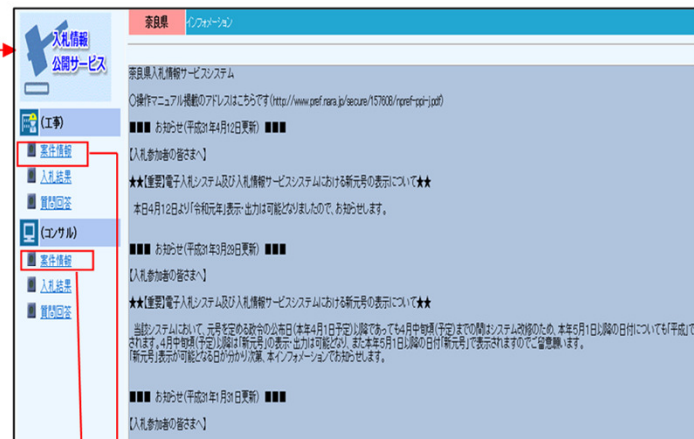 入札情報
公開サービス
(工事)
案件情報
入札結果
質問回答
(コンサル)
案件情報
入札結果
質問回答
奈良県 インフォメーション
奈良県入札情報サービスシステム
○操作マニュアル掲載のアドレスはこちらです(http://www.pref.nara.jp/secure/157608/npref-ppi-j.pdf)
■■■ お知らせ(平成31年4月12日更新) ■■■
【入札参加者の皆さまへ】
★★【重要】電子入札システム及び入札情報サービスシステムにおける新元号の表示について★★
本日4月12日より「令和元年」表示・出力は可能となりましたので、お知らせします。
■■■ お知らせ(平成31年3月29日更新) ■■■
【入札参加者の皆さまへ】
★★【重要】電子入札システム及び入札情報サービスシステムにおける新元号の表示について★★
当該システムにおいて、元号を定める政令の公布日(本年4月1日予定)以降であっても4月中旬頃(予定)までの間はシステム改修のため、本年5月1日以降の日付についても「平成」で
されます。4月中旬頃(予定)以降は「新元号」の表示・出力は可能となり、また本年5月1日以降の日付「新元号」で表示されますのでご留意願います。
「新元号」表示が可能となる日が分かり次第、本インフォメーションでお知らせします。
■■■ お知らせ(平成31年1月31日更新) ■■■
【入札参加者の皆さまへ】